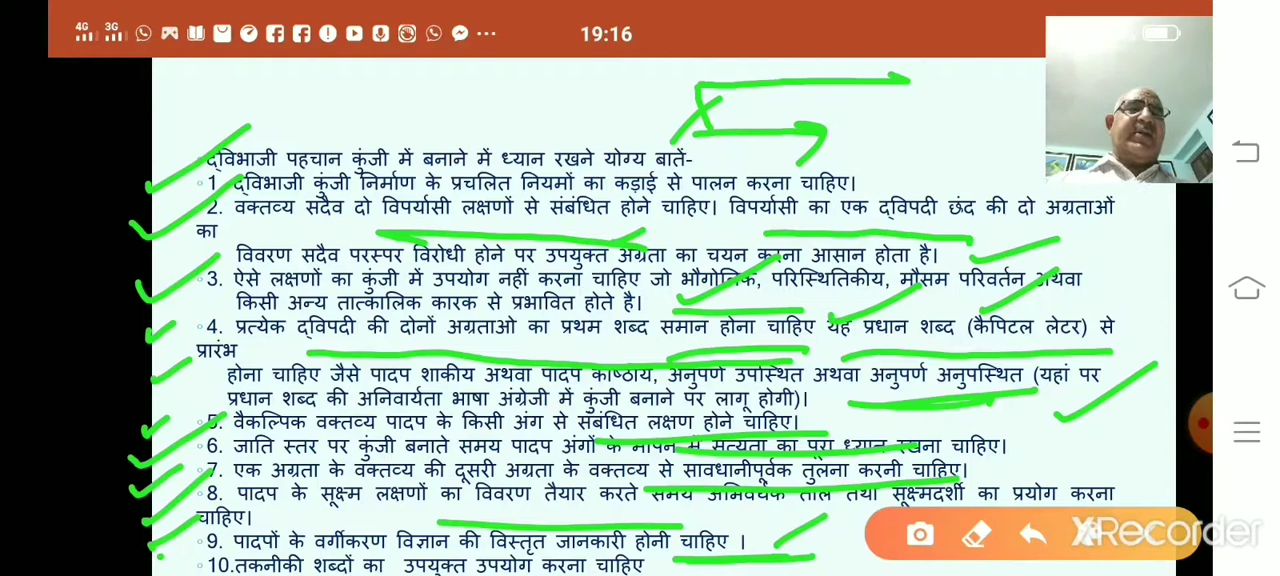 4G 3G 19:16
द्विभाजी पहचान कुंजी में बनाने में ध्यान रखने योग्य बातें-
1. द्विभाजी कुंजी निर्माण के प्रचलित नियमों का कड़ाई से पालन करना चाहिए।
2. वक्तव्य सदैव दो विपर्यासी लक्षणों से संबंधित होने चाहिए। विपर्यासी का एक द्विपदी छंद की दो अग्रताओं
का
विवरण सदैव परस्पर विरोधी होने पर उपयुक्त अग्रता का चयन करना आसान होता है।
3. ऐसे लक्षणों का कुंजी में उपयोग नहीं करना चाहिए जो भौगोलिक, परिस्थितिकीय, मौसम परिवर्तन अथवा
किसी अन्य तात्कालिक कारक से प्रभावित होते है।
4. प्रत्येक द्विपदी की दोनों अग्रताओ का प्रथम शब्द समान होना चाहिए यह प्रधान शब्द (कैपिटल लेटर) से
प्रारंभ
होना चाहिए जैसे पादप शाकीय अथवा पादप काष्ठीय, अनुपर्ण उपस्थित अथवा अनुपर्ण अनुपस्थित (यहां पर
प्रधान शब्द की अनिवार्यता भाषा अंग्रेजी में कुंजी बनाने पर लागू होगी)।
5. वैकल्पिक वक्तव्य पादप के किसी अंग से संबंधित लक्षण होने चाहिए।
6. जाति स्तर पर कुंजी बनाते समय पादप अंगों के मापन में सत्यता का पूरा ध्यान रखना चाहिए।
7. एक अग्रता के वक्तव्य की दूसरी अग्रता के वक्तव्य से सावधानीपूर्वक तुलना करनी चाहिए।
8. पादप के सूक्ष्म लक्षणों का विवरण तैयार करते समय अभिवर्धक ताल तथा सूक्ष्मदर्शी का प्रयोग करना
चाहिए।
9. पादपों के वर्गीकरण विज्ञान की विस्तृत जानकारी होनी चाहिए ।
10.तकनीकी शब्दों का उपयुक्त उपयोग करना चाहिए
XRecorder